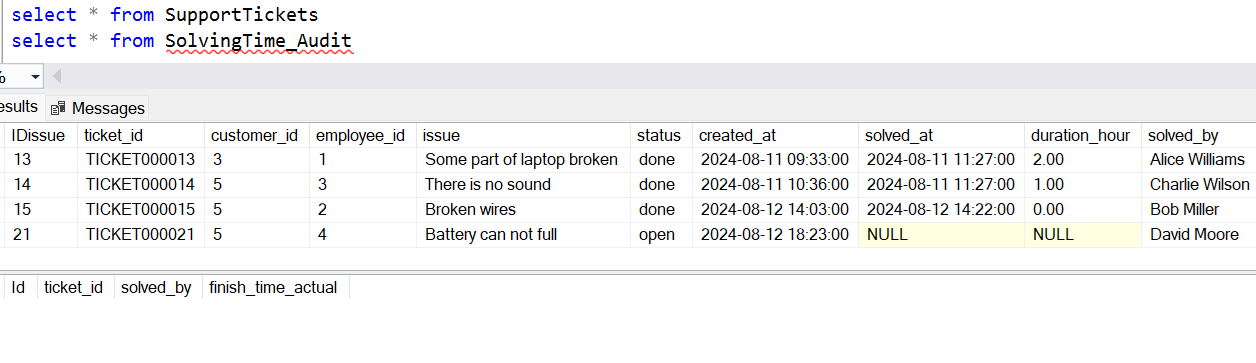 select * from SupportTickets
select * from SolvingTime_Audit
%
esults Messages
IDissue ticket_id customer_id employee_id issue status created_at solved_at duration_hour solved_by
13 TICKET000013 3 1 Some part of laptop broken done 2024-08-11 09:33:00 2024-08-11 11:27:00 2.00 Alice Williams
14 TICKET000014 5 3 There is no sound done 2024-08-11 10:36:00 2024-08-11 11:27:00 1.00 Charlie Wilson
15 TICKET000015 5 2 Broken wires done 2024-08-12 14:03:00 2024-08-12 14:22:00 0.00 Bob Miller
21 TICKET000021 5 4 Battery can not full open 2024-08-12 18:23:00 NULL NULL David Moore
Id ticket_id solved_by finish_time_actual